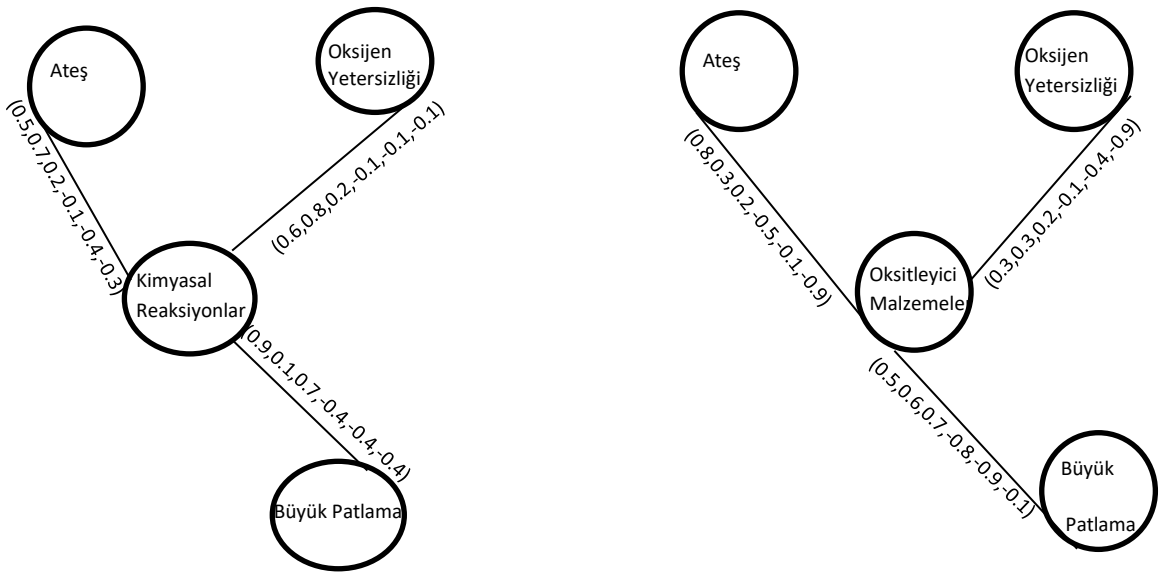 Ateş
Oksijen
Yetersizliği
(0.5,0.7,0.2,-0.1,-0.4,-0.3)
(0.6,0.8,0.2,-0.1,-0.1,-0.1)
Kimyasal
Reaksiyonlar
(0.9,0.1,0.7,-0.4,-0.4,-0.4)
Büyük Patlama
Ateş
Oksijen
Yetersizliği
(0.8,0.3,0.2,-0.5,-0.1,-0.9)
(0.3,0.3,0.2,-0.1,-0.4,-0.9)
Oksitleyici
Malzemeler
(0.5,0.6,0.7,-0.8,-0.9,-0.1)
Büyük
Patlama